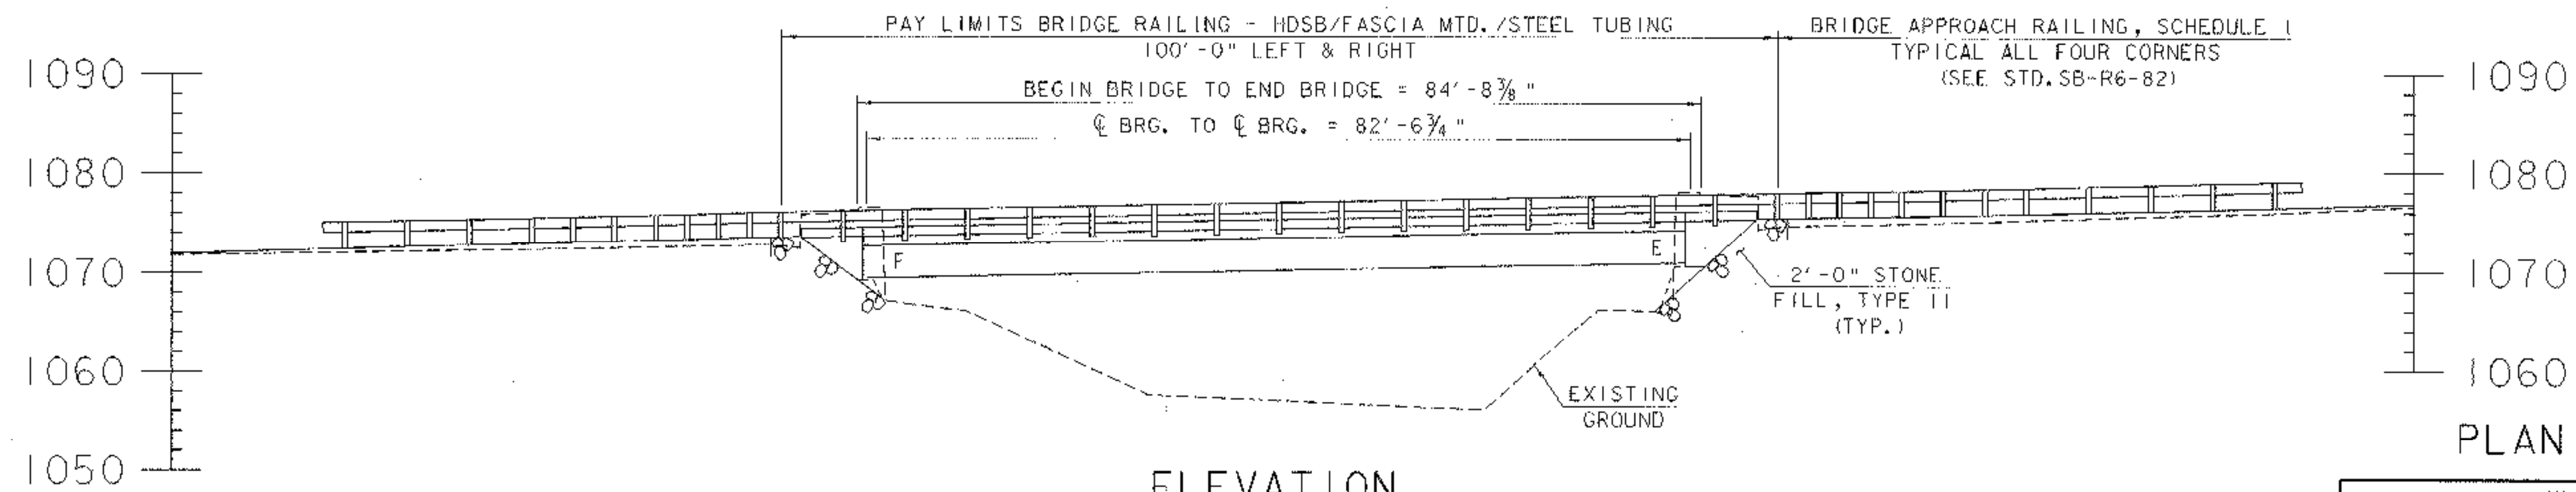 PAY LIMITS BRIDGE RAILING - HDSB/FASCIA MTD./STEEL TUBING
100'-0" LEFT & RIGHT
BRIDGE APPROACH RAILING, SCHEDULE I
TYPICAL ALL FOUR CORNERS
(SEE STD. SB-R6-82)
BEGIN BRIDGE TO END BRIDGE = 84'-8⅜"
℄ BRG. TO ℄ BRG. = 82'-6¾"
1090
1080
1070
1060
1050
1090
1080
1070
1060
F
E
2'-0" STONE
FILL, TYPE II
(TYP.)
EXISTING
GROUND
PLAN
ELEVATION